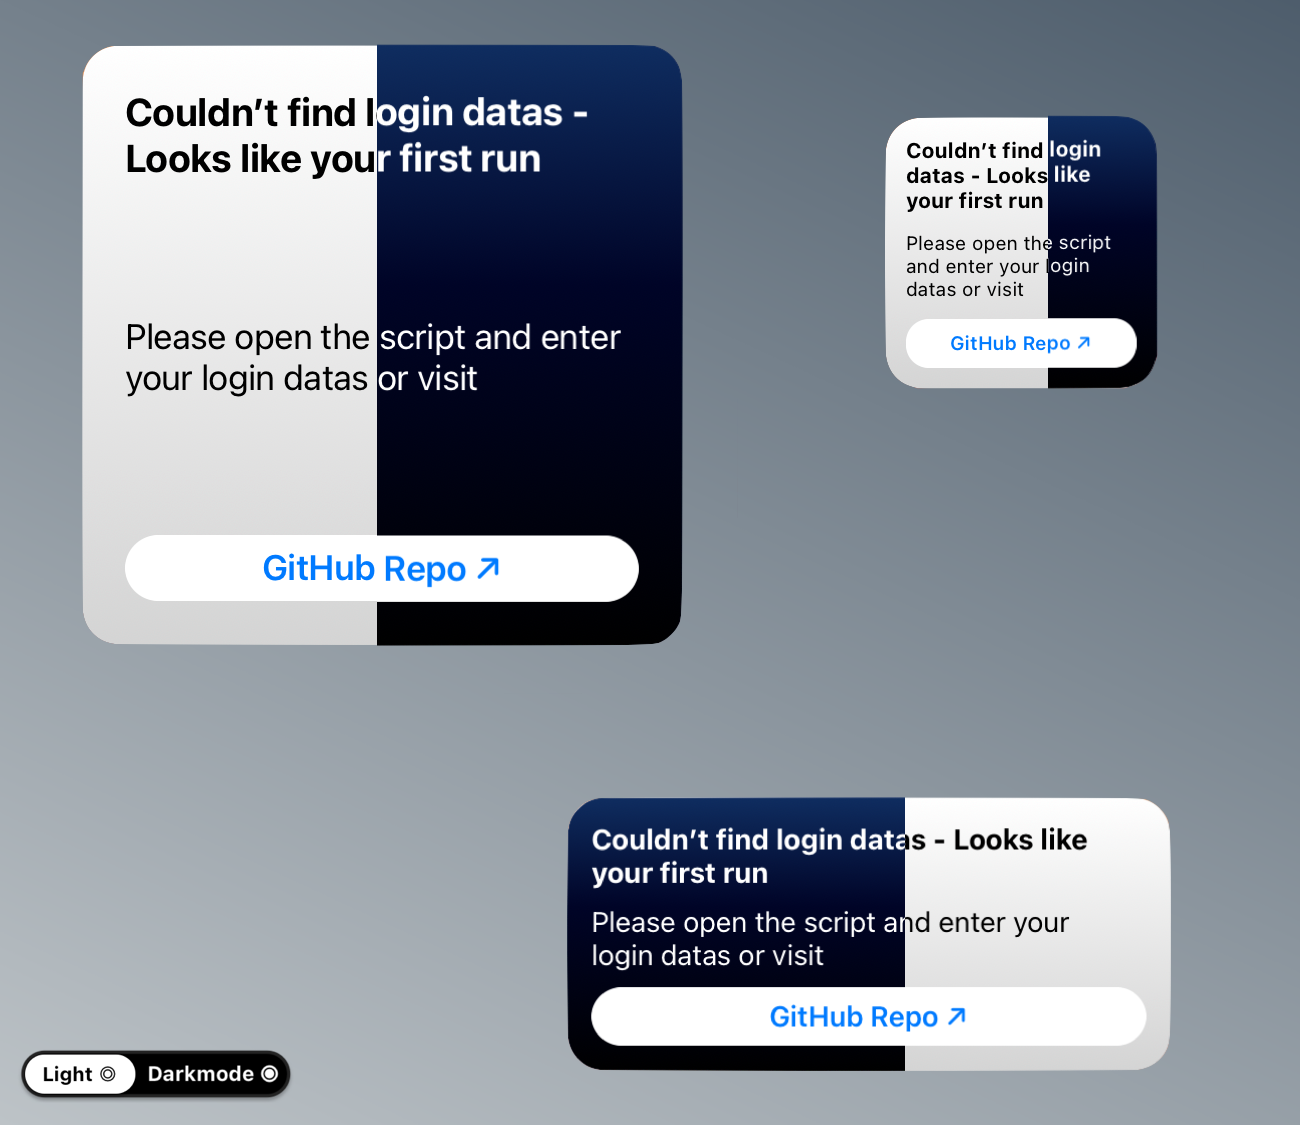 Couldn’t find login datas -
Looks like your first run
Please open the script and enter
your login datas or visit
GitHub Repo ↗
Couldn’t find login
datas - Looks like
your first run
Please open the script
and enter your login
datas or visit
GitHub Repo ↗
Couldn’t find login datas - Looks like
your first run
Please open the script and enter your
login datas or visit
GitHub Repo ↗
Light ◎ Darkmode ◉